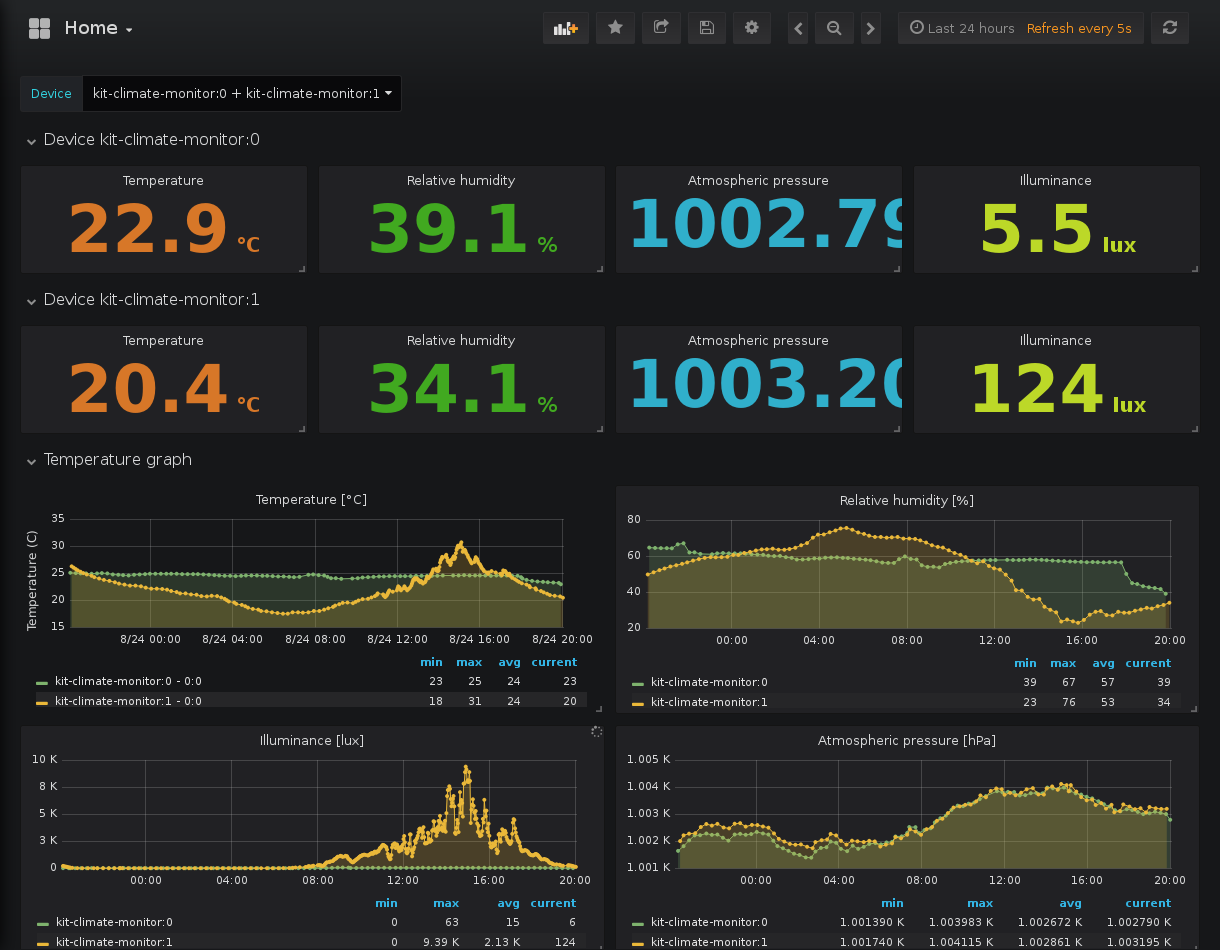 Home
Last 24 hours Refresh every 5s
Device kit-climate-monitor:0 + kit-climate-monitor:1
Device kit-climate-monitor:0
Temperature Relative humidity Atmospheric pressure Illuminance
22.9 °C 39.1 % 1002.79 5.5 lux
Device kit-climate-monitor:1
Temperature Relative humidity Atmospheric pressure Illuminance
20.4 °C 34.1 % 1003.20 124 lux
Temperature graph
Temperature [°C]
Temperature (C)
35
30
25
20
15
8/24 00:00 8/24 04:00 8/24 08:00 8/24 12:00 8/24 16:00 8/24 20:00
min max avg current
kit-climate-monitor:0 - 0:0 23 25 24 23
kit-climate-monitor:1 - 0:0 18 31 24 20
Relative humidity [%]
80
60
40
20
00:00 04:00 08:00 12:00 16:00 20:00
min max avg current
kit-climate-monitor:0 39 67 57 39
kit-climate-monitor:1 23 76 53 34
Illuminance [lux]
10 K
8 K
5 K
3 K
0
00:00 04:00 08:00 12:00 16:00 20:00
min max avg current
kit-climate-monitor:0 0 63 15 6
kit-climate-monitor:1 0 9.39 K 2.13 K 124
Atmospheric pressure [hPa]
1.005 K
1.004 K
1.003 K
1.002 K
1.001 K
00:00 04:00 08:00 12:00 16:00 20:00
min max avg current
kit-climate-monitor:0 1.001390 K 1.003983 K 1.002672 K 1.002790 K
kit-climate-monitor:1 1.001740 K 1.004115 K 1.002861 K 1.003195 K